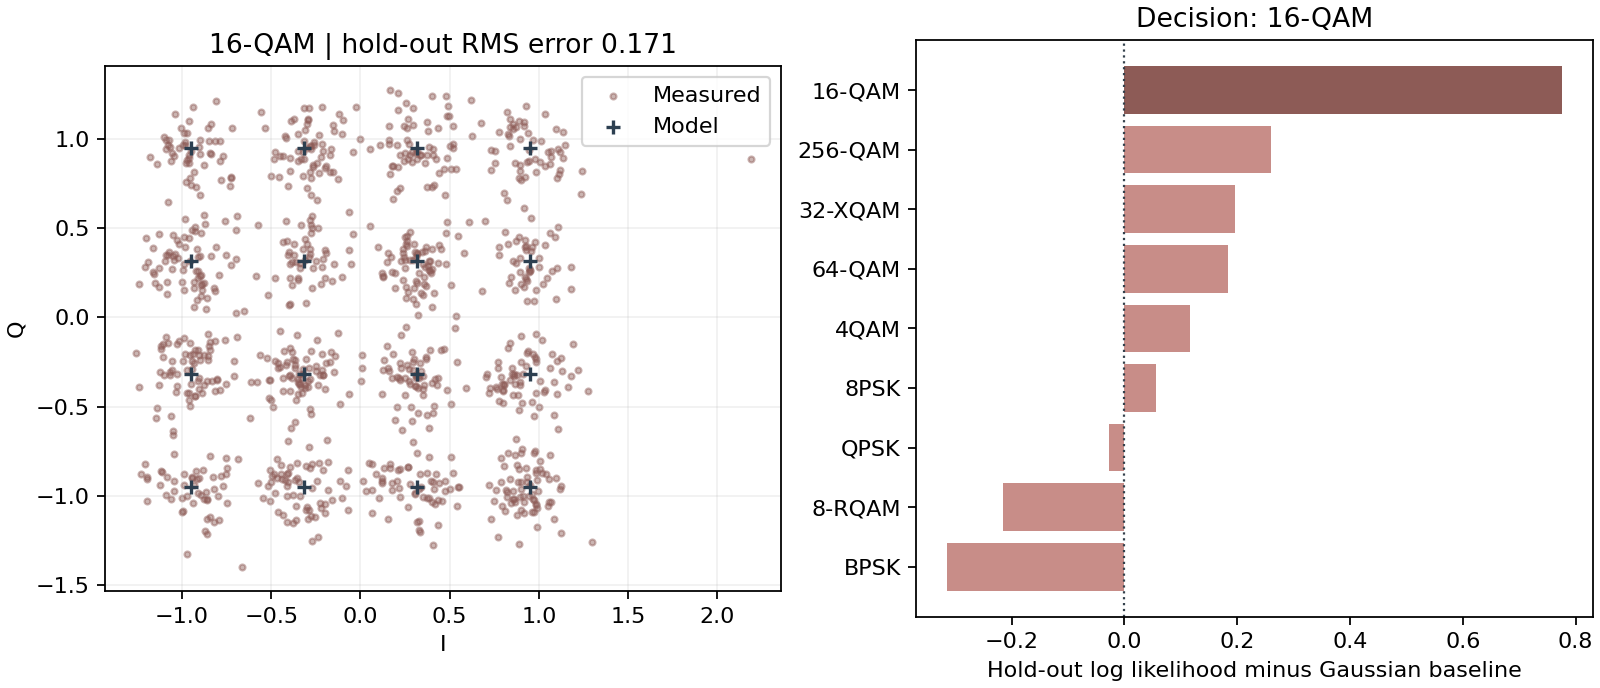 16-QAM | hold-out RMS error 0.171
Measured
Model
1.0
0.5
0.0
−0.5
−1.0
−1.5
Q
−1.0
−0.5
0.0
0.5
1.0
1.5
2.0
I
Decision: 16-QAM
16-QAM
256-QAM
32-XQAM
64-QAM
4QAM
8PSK
QPSK
8-RQAM
BPSK
−0.2
0.0
0.2
0.4
0.6
0.8
Hold-out log likelihood minus Gaussian baseline